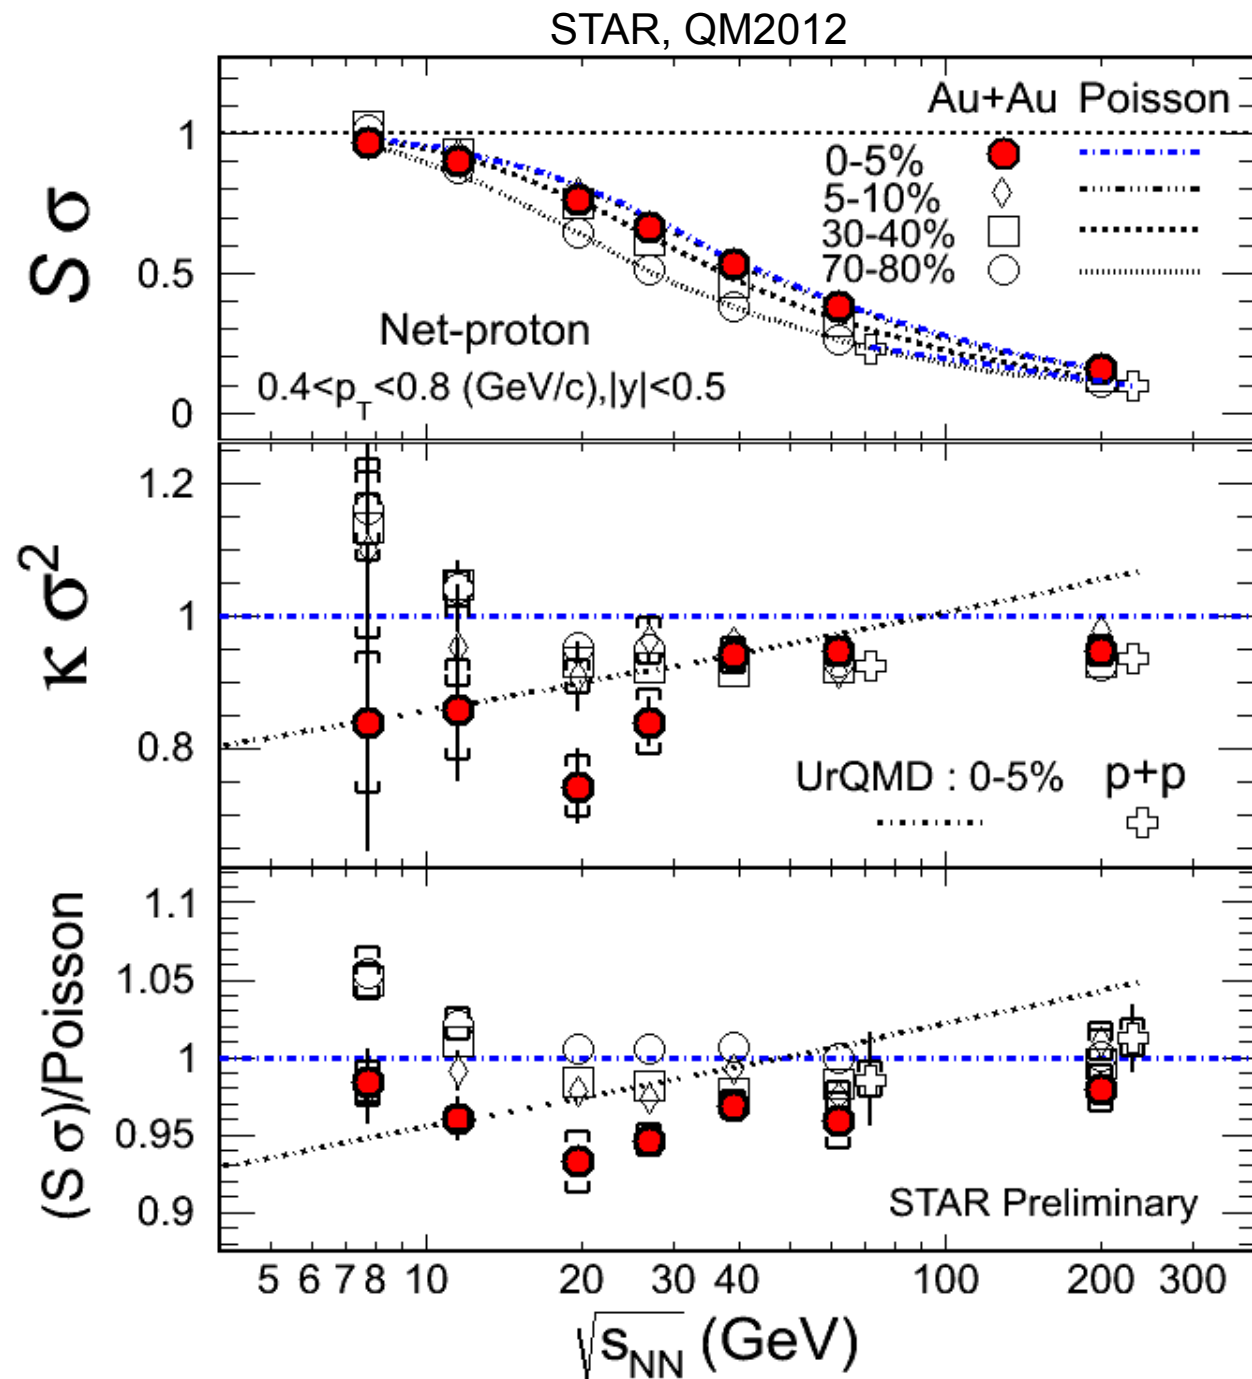 STAR, QM2012
Au+Au Poisson
0-5%
5-10%
30-40%
70-80%
S σ
1
0.5
0
Net-proton
0.4<p_T<0.8 (GeV/c),|y|<0.5
κ σ²
1.2
1
0.8
UrQMD : 0-5% p+p
(S σ)/Poisson
1.1
1.05
1
0.95
0.9
STAR Preliminary
5 6 7 8 10 20 30 40 100 200 300
√s_NN (GeV)